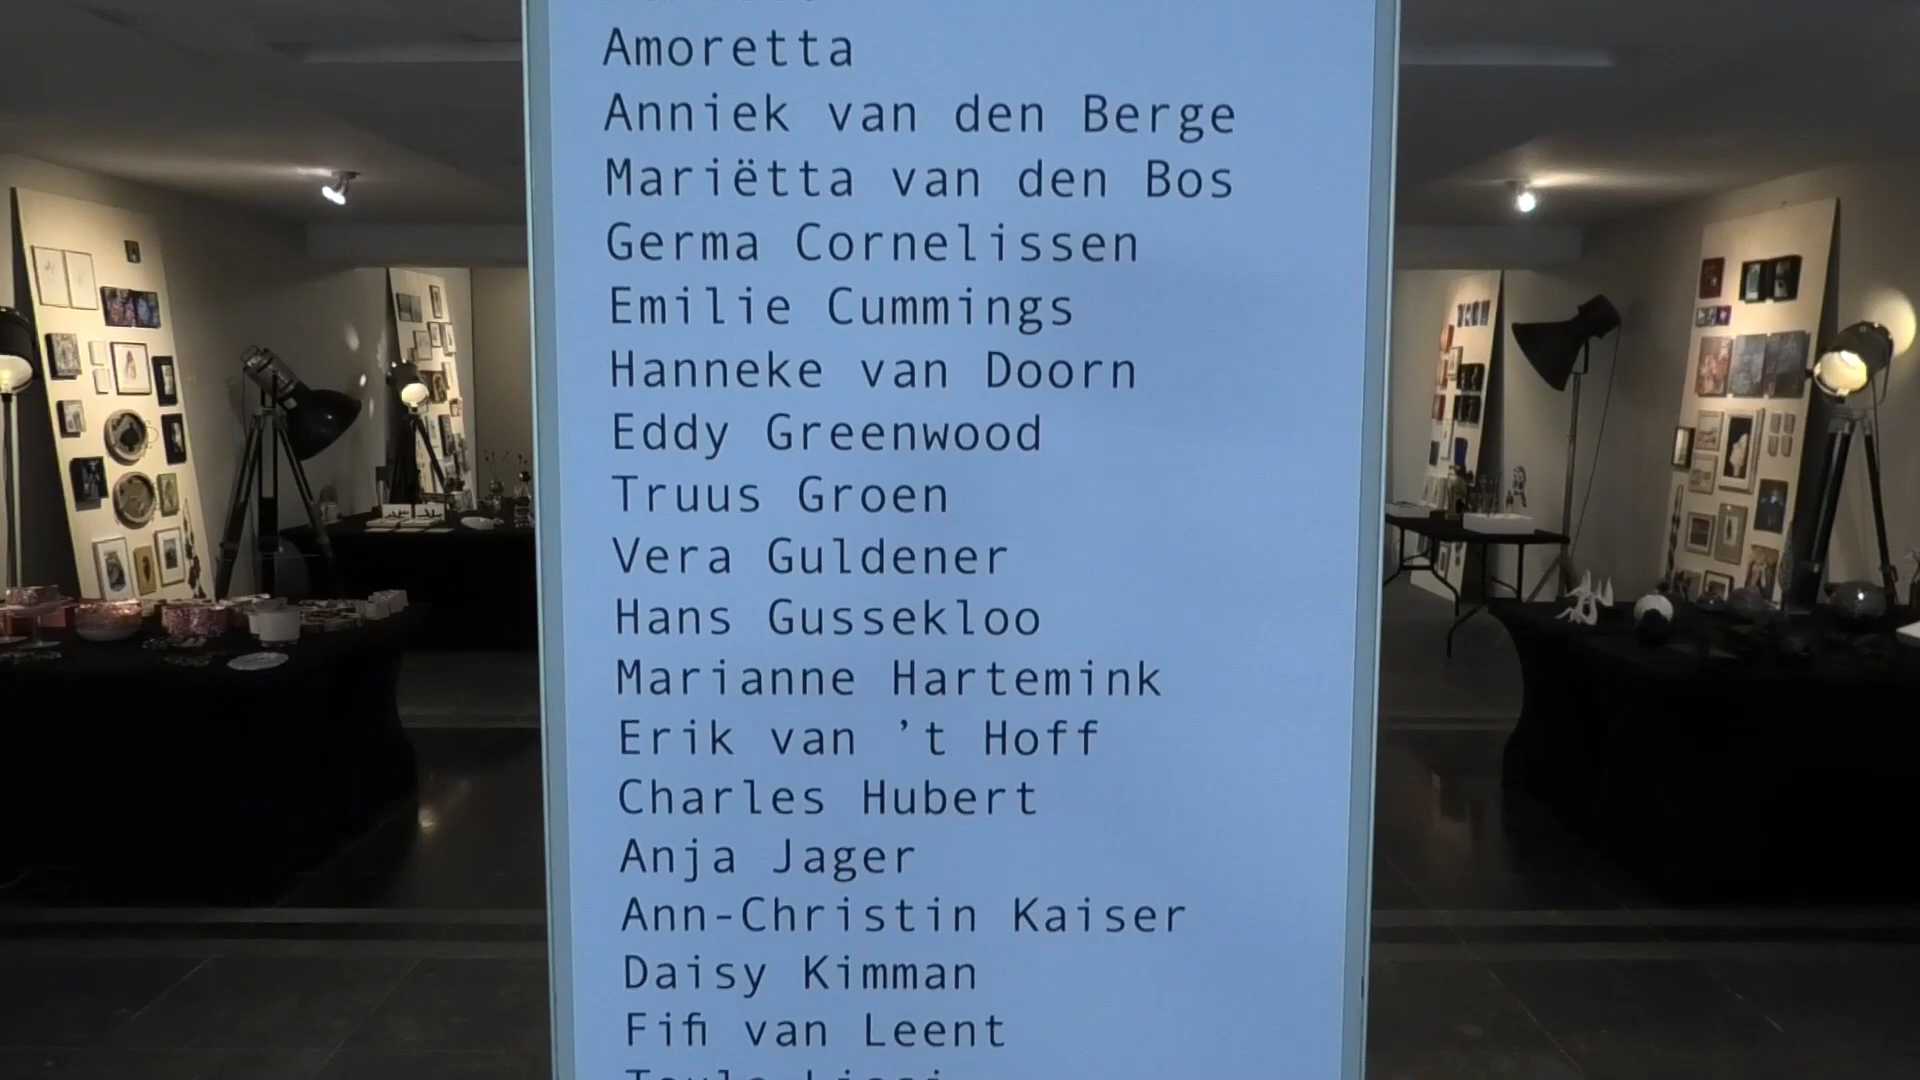 Amoretta
Anniek van den Berge
Mariëtta van den Bos
Germa Cornelissen
Emilie Cummings
Hanneke van Doorn
Eddy Greenwood
Truus Groen
Vera Guldener
Hans Gussekloo
Marianne Hartemink
Erik van ’t Hoff
Charles Hubert
Anja Jager
Ann-Christin Kaiser
Daisy Kimman
Fifi van Leent